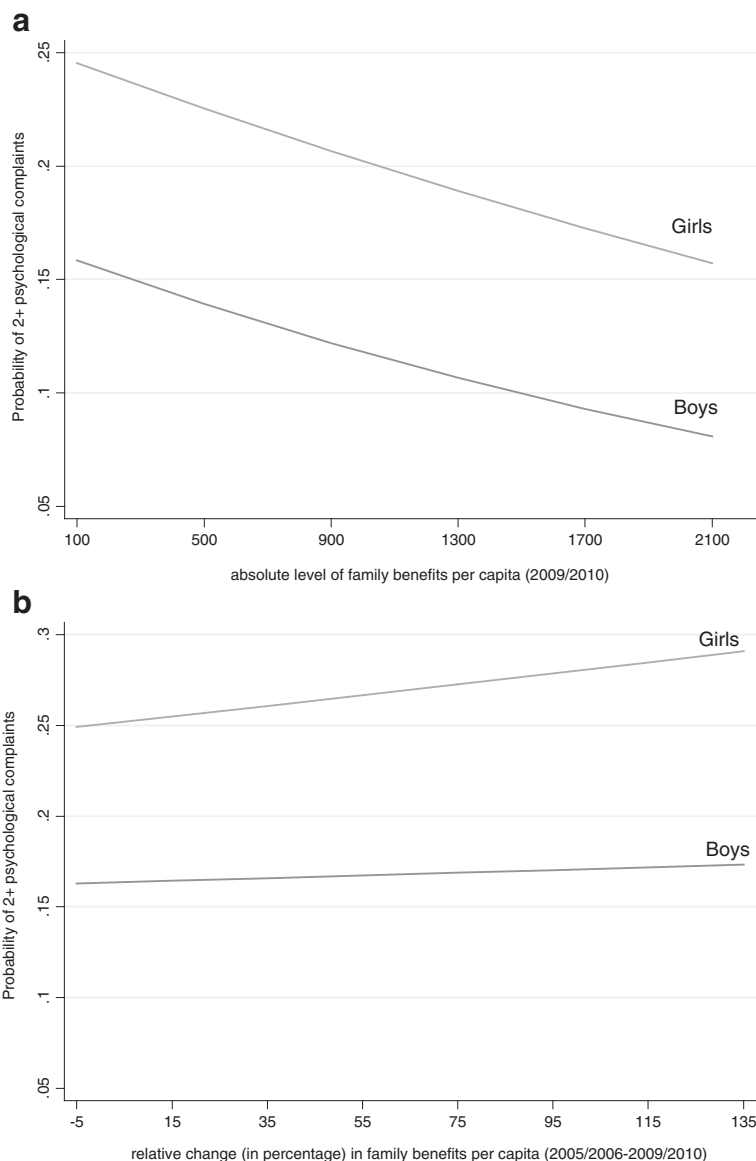 a
Probability of 2+ psychological complaints
.25
.2
.15
.1
.05
Girls
Boys
100 500 900 1300 1700 2100
absolute level of family benefits per capita (2009/2010)
b
Probability of 2+ psychological complaints
.3
.25
.2
.15
.1
.05
Girls
Boys
-5 15 35 55 75 95 115 135
relative change (in percentage) in family benefits per capita (2005/2006-2009/2010)